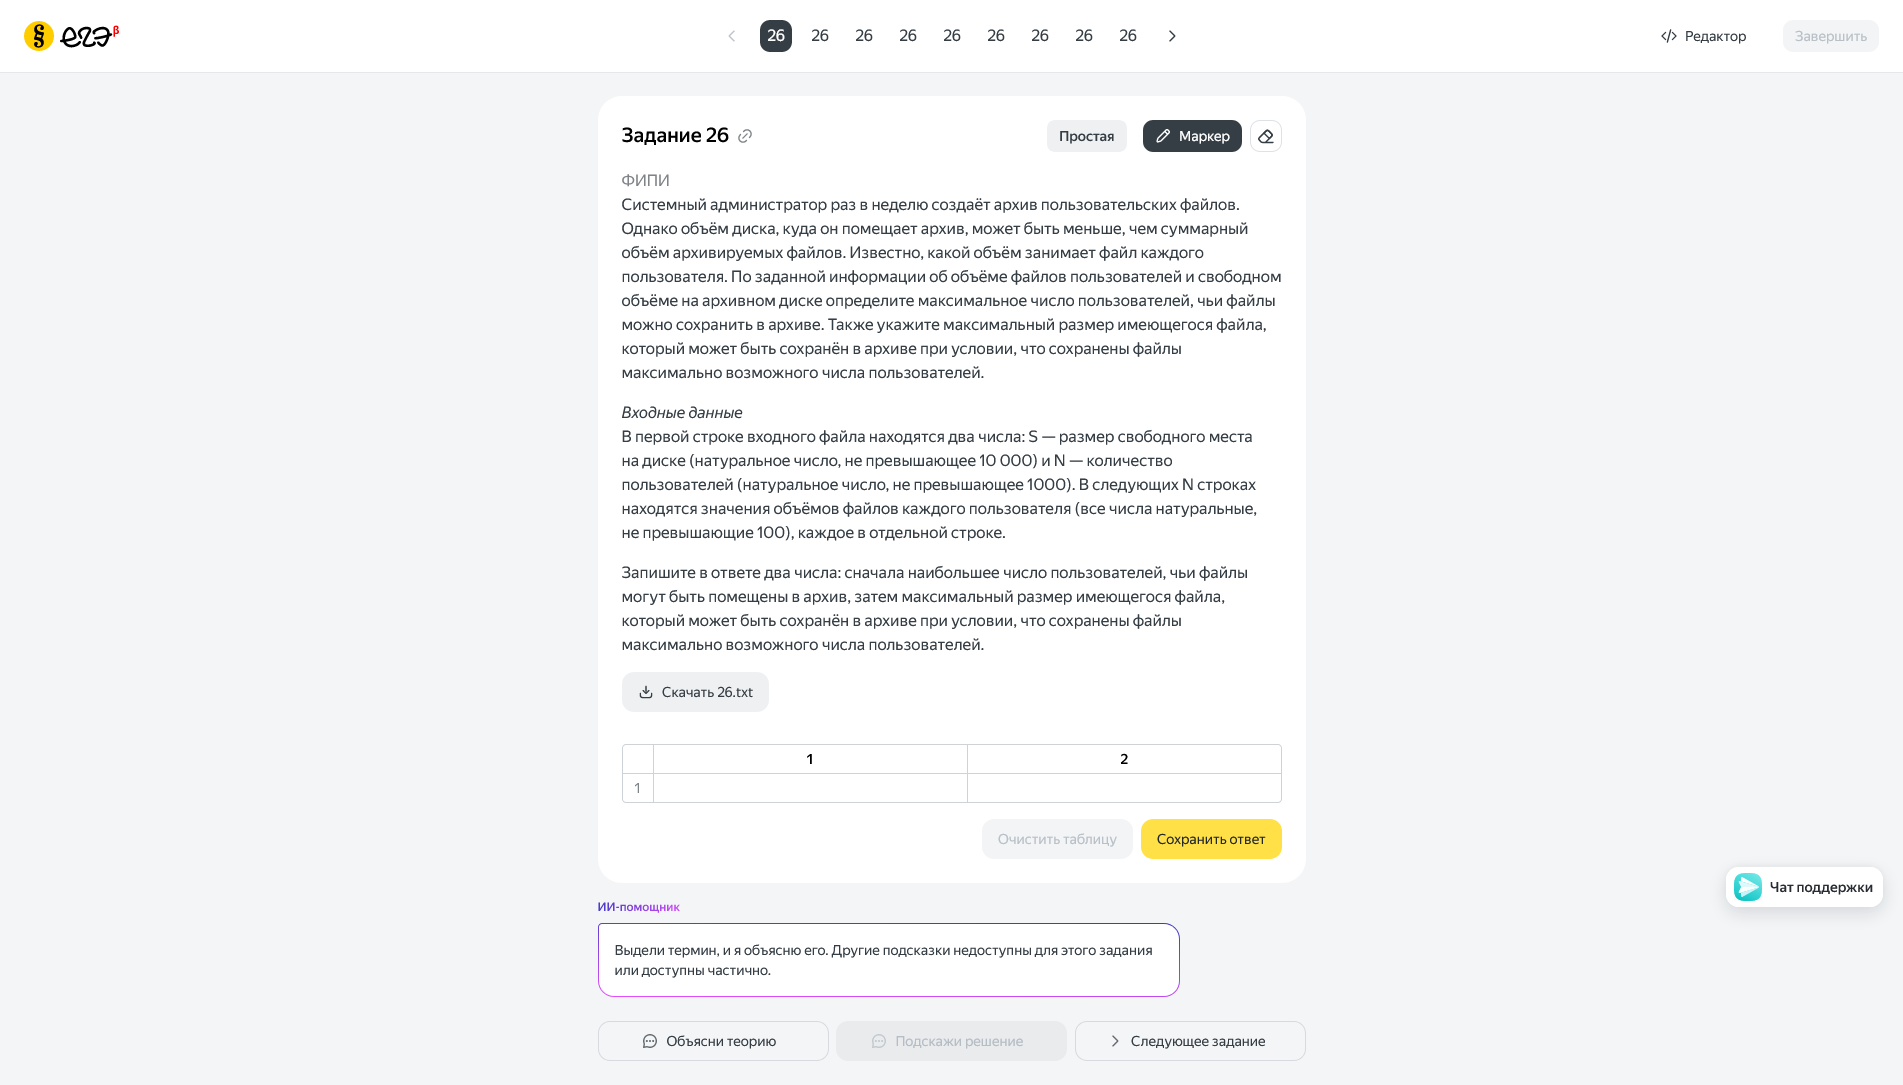 § егэ β
26 26 26 26 26 26 26 26 26
Редактор
Завершить
Задание 26
Простая
Маркер
ФИПИ
Системный администратор раз в неделю создаёт архив пользовательских файлов.
Однако объём диска, куда он помещает архив, может быть меньше, чем суммарный
объём архивируемых файлов. Известно, какой объём занимает файл каждого
пользователя. По заданной информации об объёме файлов пользователей и свободном
объёме на архивном диске определите максимальное число пользователей, чьи файлы
можно сохранить в архиве. Также укажите максимальный размер имеющегося файла,
который может быть сохранён в архиве при условии, что сохранены файлы
максимально возможного числа пользователей.
Входные данные
В первой строке входного файла находятся два числа: S — размер свободного места
на диске (натуральное число, не превышающее 10 000) и N — количество
пользователей (натуральное число, не превышающее 1000). В следующих N строках
находятся значения объёмов файлов каждого пользователя (все числа натуральные,
не превышающие 100), каждое в отдельной строке.
Запишите в ответе два числа: сначала наибольшее число пользователей, чьи файлы
могут быть помещены в архив, затем максимальный размер имеющегося файла,
который может быть сохранён в архиве при условии, что сохранены файлы
максимально возможного числа пользователей.
Скачать 26.txt
1 2
1
Очистить таблицу
Сохранить ответ
Чат поддержки
ИИ-помощник
Выдели термин, и я объясню его. Другие подсказки недоступны для этого задания
или доступны частично.
Объясни теорию
Подскажи решение
Следующее задание